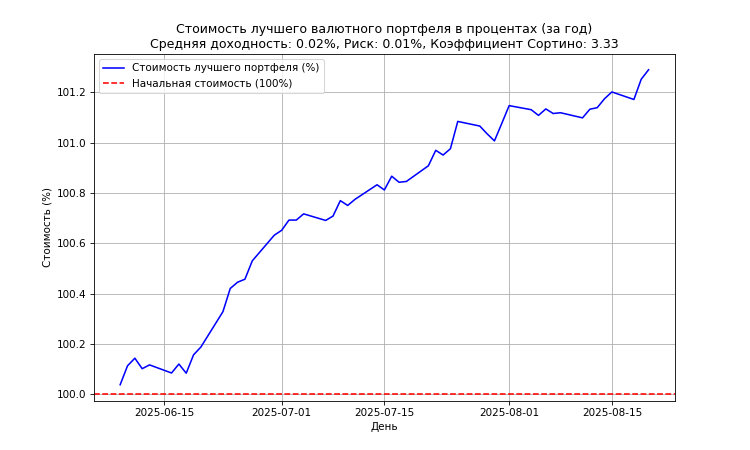 Стоимость лучшего валютного портфеля в процентах (за год)
Средняя доходность: 0.02%, Риск: 0.01%, Коэффициент Сортино: 3.33
Стоимость лучшего портфеля (%)
Начальная стоимость (100%)
Стоимость (%)
101.2
101.0
100.8
100.6
100.4
100.2
100.0
2025-06-15
2025-07-01
2025-07-15
2025-08-01
2025-08-15
День